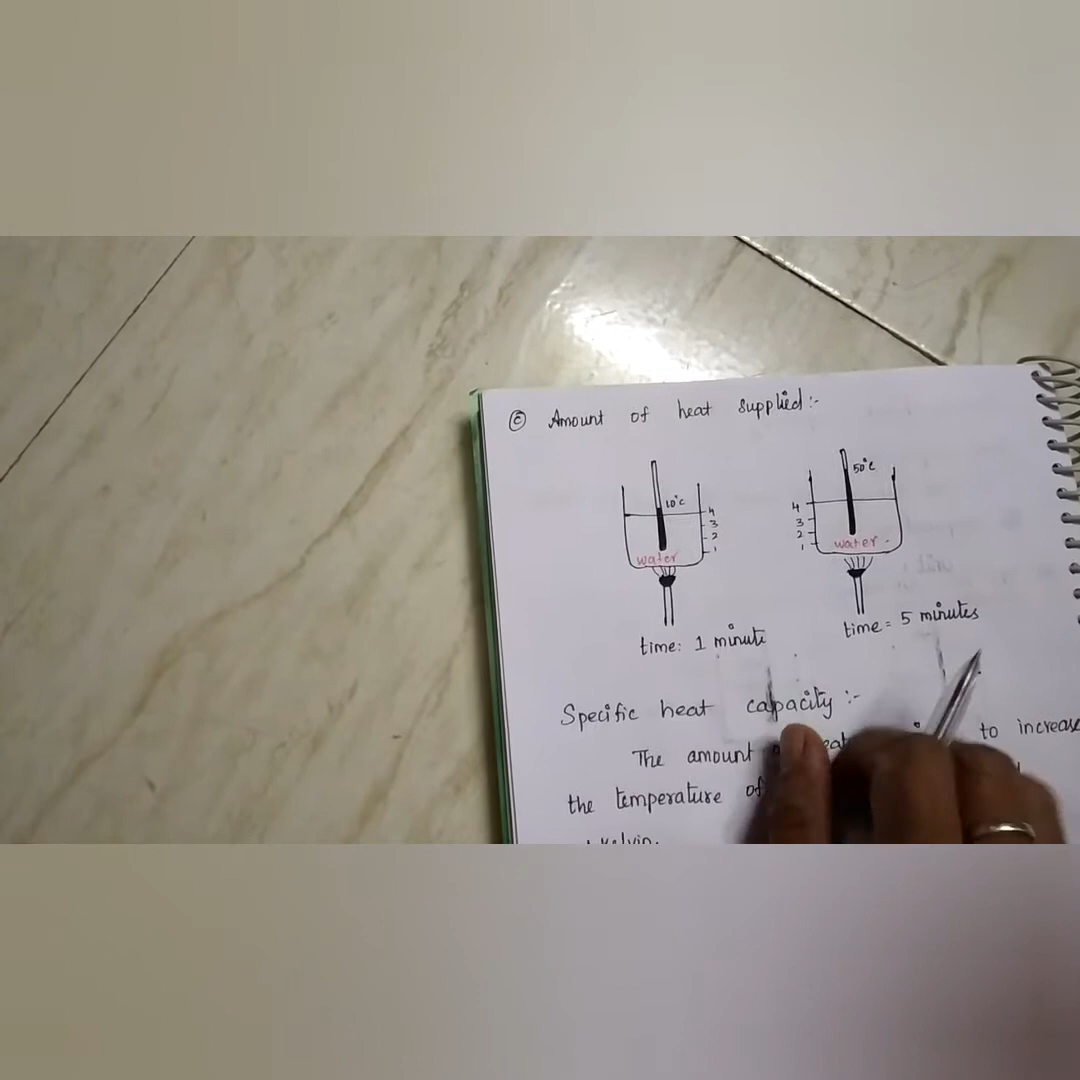 © Amount of heat supplied:-
10°c
4
3
2
1
water
time: 1 minute
50°c
4
3
2
1
water.
time = 5 minutes
Specific heat capacity :-
The amount to increase
the temperature of
kelvin.